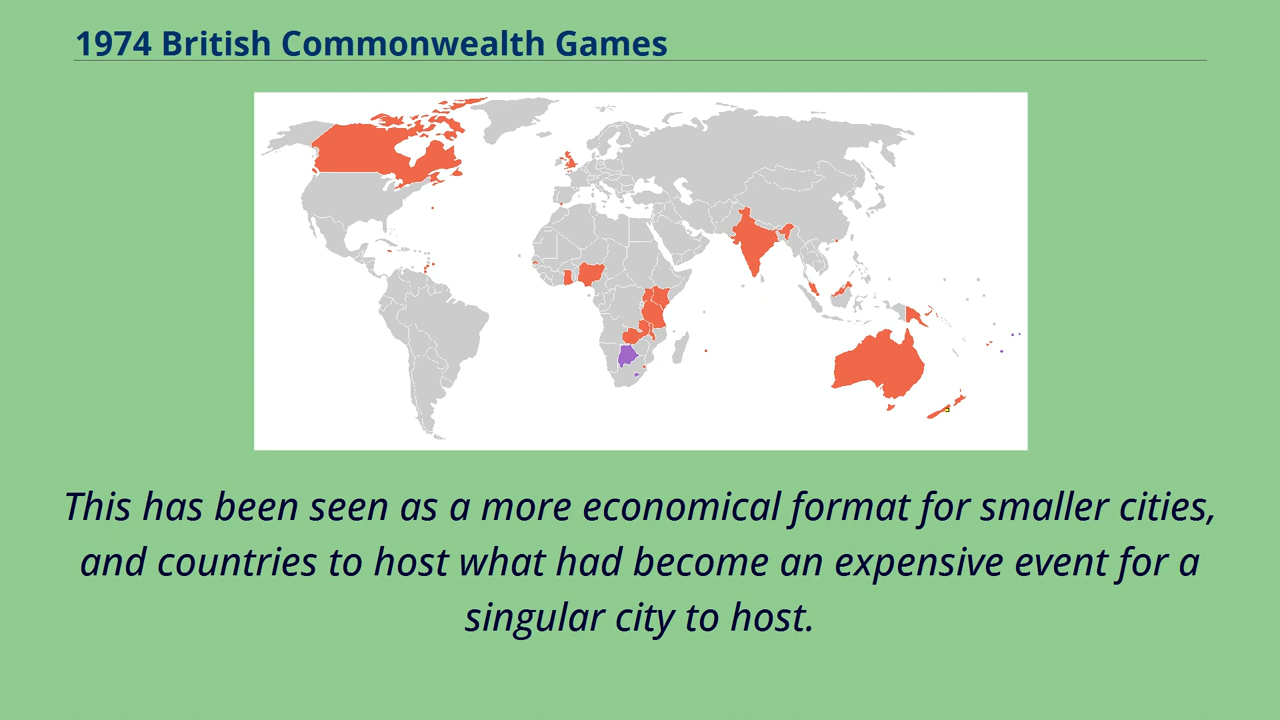 1974 British Commonwealth Games
This has been seen as a more economical format for smaller cities,
and countries to host what had become an expensive event for a
singular city to host.